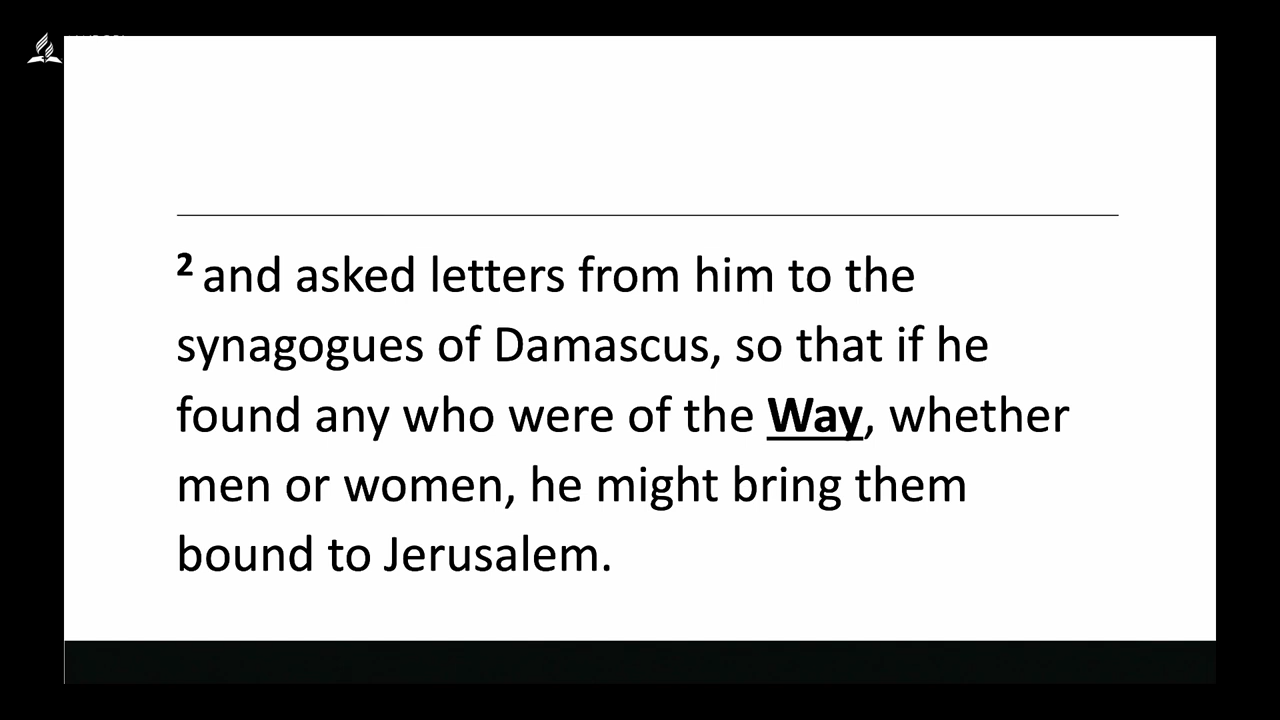 2 and asked letters from him to the
synagogues of Damascus, so that if he
found any who were of the Way, whether
men or women, he might bring them
bound to Jerusalem.